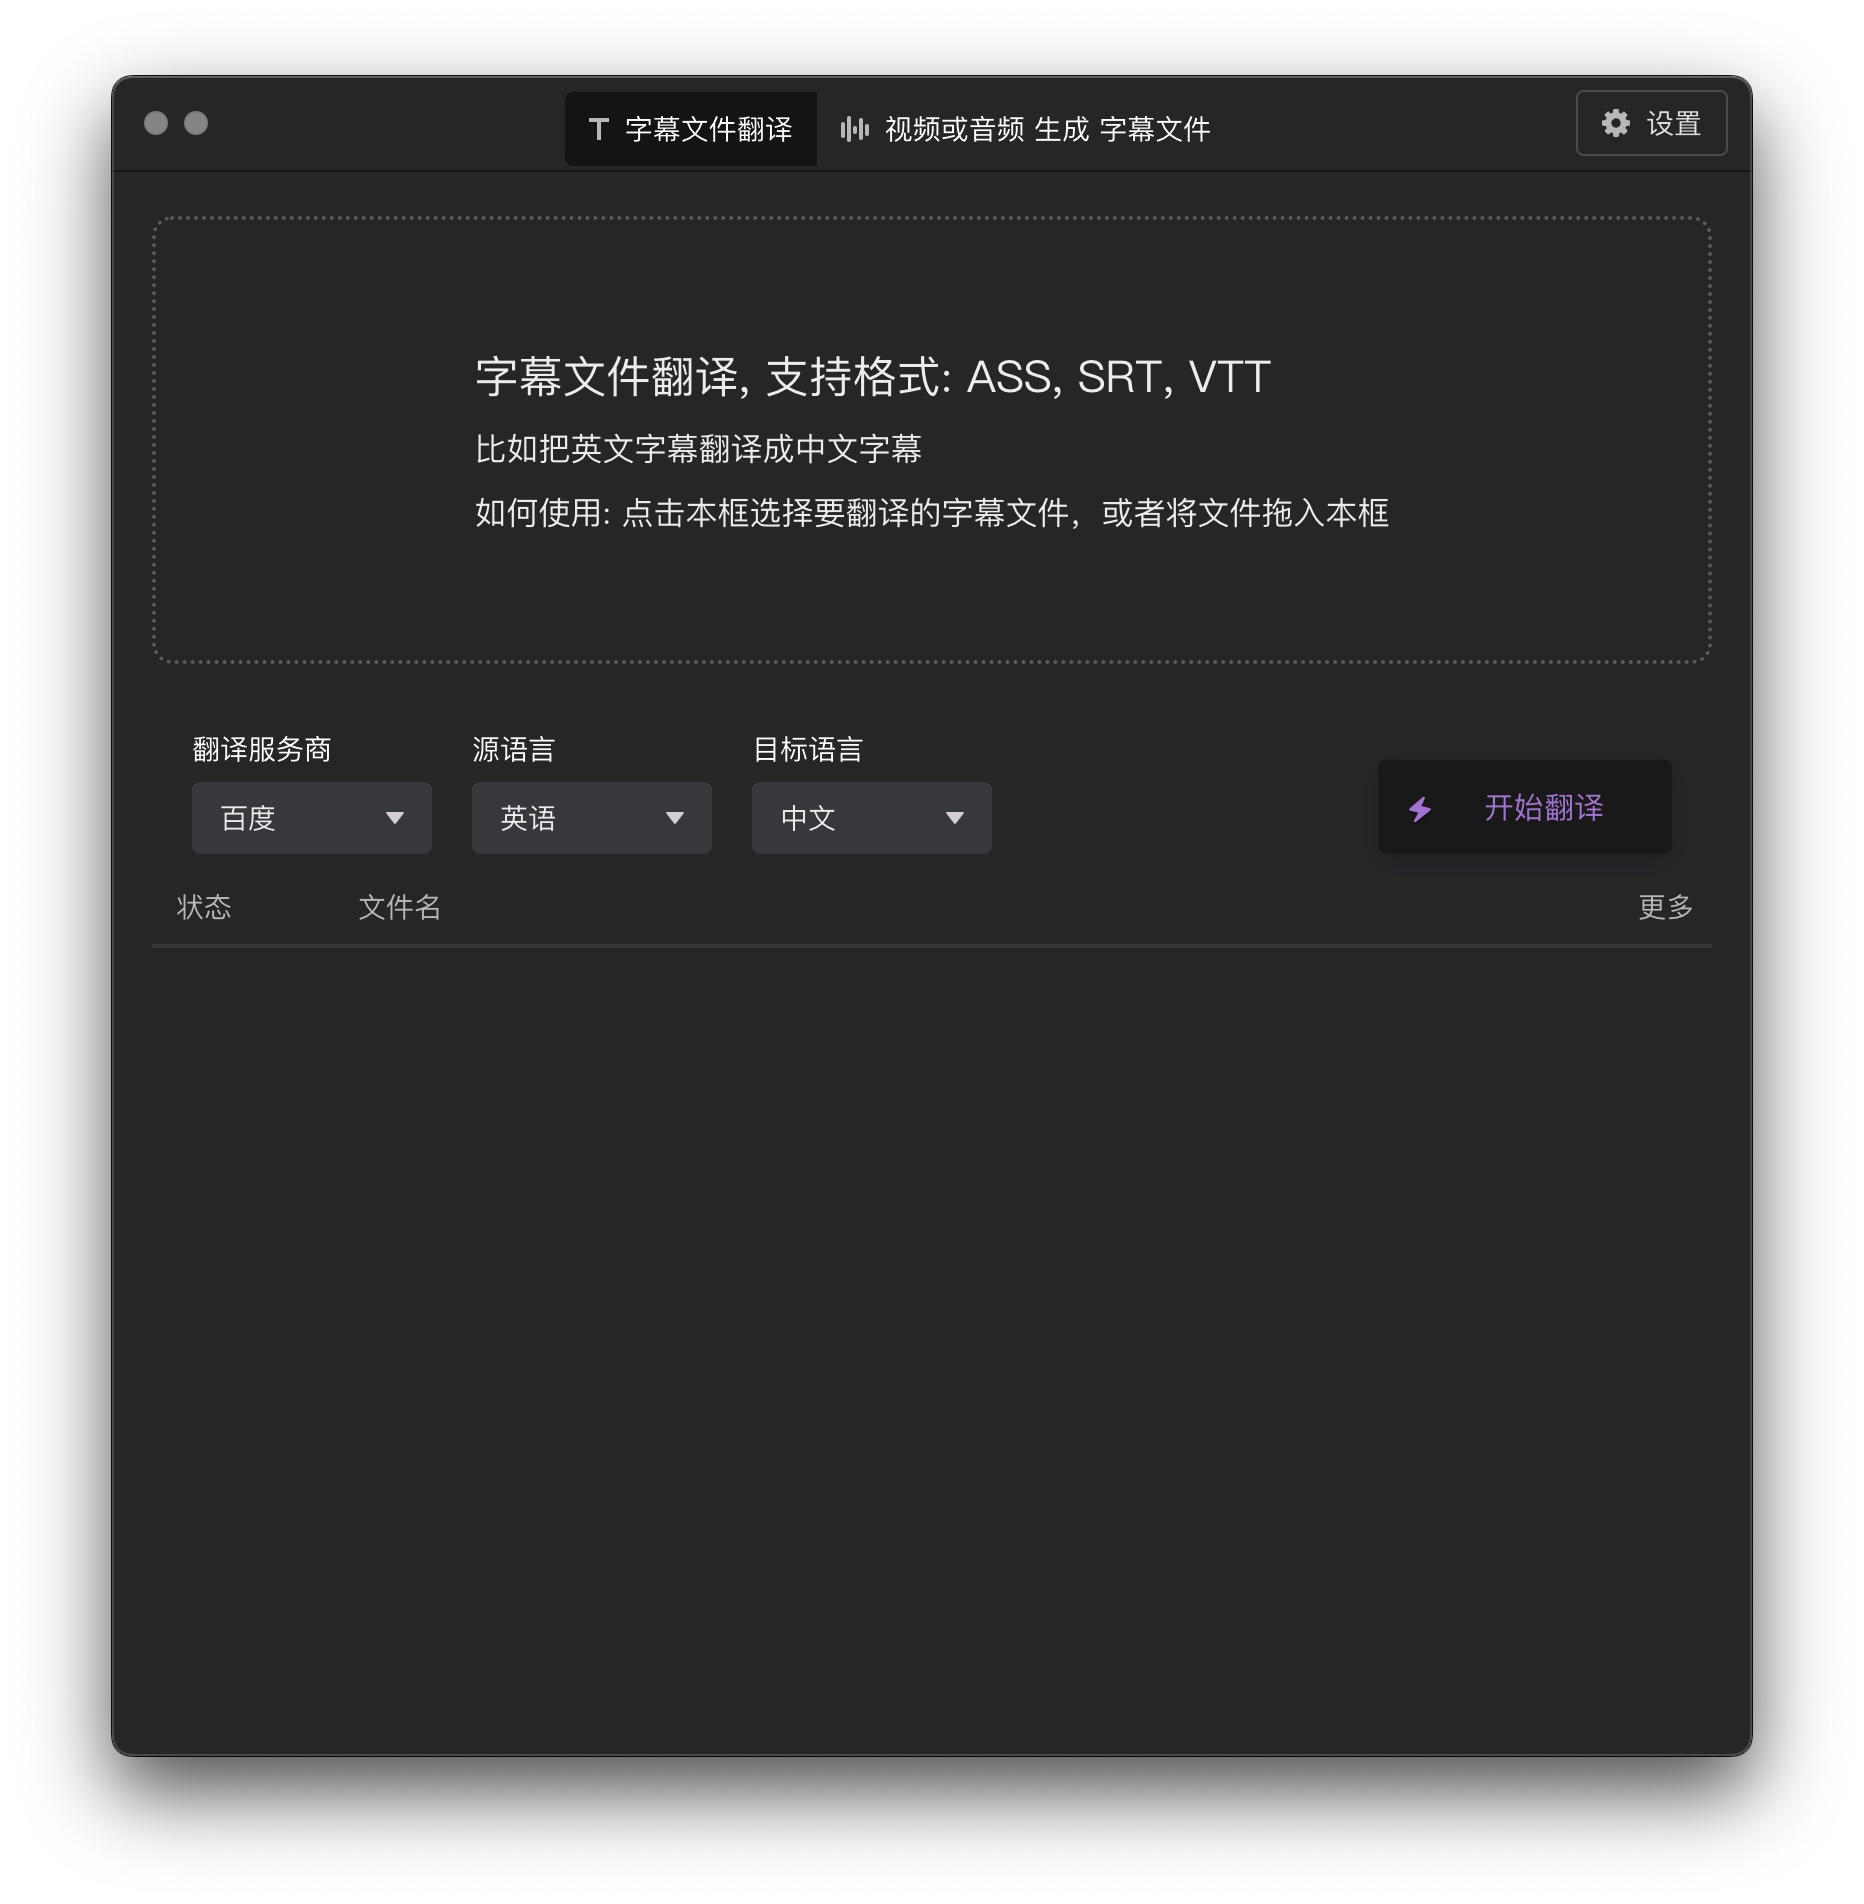 字幕文件翻译
视频或音频 生成 字幕文件
设置
字幕文件翻译, 支持格式: ASS, SRT, VTT
比如把英文字幕翻译成中文字幕
如何使用: 点击本框选择要翻译的字幕文件，或者将文件拖入本框
翻译服务商
源语言
目标语言
百度
英语
中文
开始翻译
状态
文件名
更多